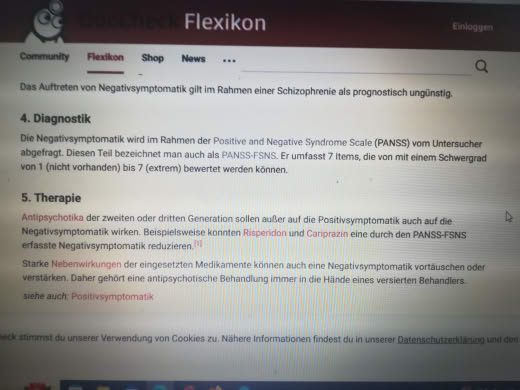 DocCheck Flexikon
Einloggen
Community Flexikon Shop News •••
Das Auftreten von Negativsymptomatik gilt im Rahmen einer Schizophrenie als prognostisch ungünstig.
4. Diagnostik
Die Negativsymptomatik wird im Rahmen der Positive and Negative Syndrome Scale (PANSS) vom Untersucher
abgefragt. Diesen Teil bezeichnet man auch als PANSS-FSNS. Er umfasst 7 Items, die von mit einem Schwergrad
von 1 (nicht vorhanden) bis 7 (extrem) bewertet werden können.
5. Therapie
Antipsychotika der zweiten oder dritten Generation sollen außer auf die Positivsymptomatik auch auf die
Negativsymptomatik wirken. Beispielsweise konnten Risperidon und Cariprazin eine durch den PANSS-FSNS
erfasste Negativsymptomatik reduzieren.[1]
Starke Nebenwirkungen der eingesetzten Medikamente können auch eine Negativsymptomatik vortäuschen oder
verstärken. Daher gehört eine antipsychotische Behandlung immer in die Hände eines versierten Behandlers.
siehe auch: Positivsymptomatik
heck stimmst du unserer Verwendung von Cookies zu. Nähere Informationen findest du in unserer Datenschutzerklärung und den